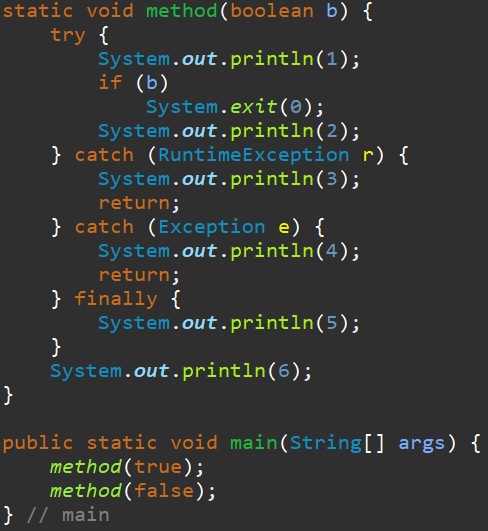 static void method(boolean b) {
    try {
        System.out.println(1);
        if (b)
            System.exit(0);
        System.out.println(2);
    } catch (RuntimeException r) {
        System.out.println(3);
        return;
    } catch (Exception e) {
        System.out.println(4);
        return;
    } finally {
        System.out.println(5);
    }
    System.out.println(6);
}

public static void main(String[] args) {
    method(true);
    method(false);
} // main